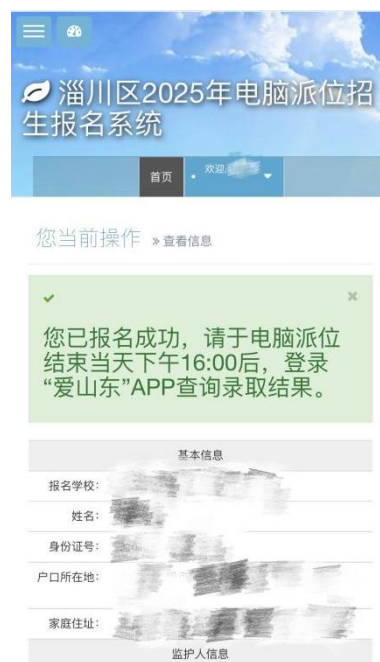 淄川区2025年电脑派位招
生报名系统
首页
欢迎,
您当前操作 » 查看信息
您已报名成功，请于电脑派位
结束当天下午16:00后，登录
“爱山东”APP查询录取结果。
基本信息
报名学校:
姓名:
身份证号:
户口所在地:
家庭住址:
监护人信息